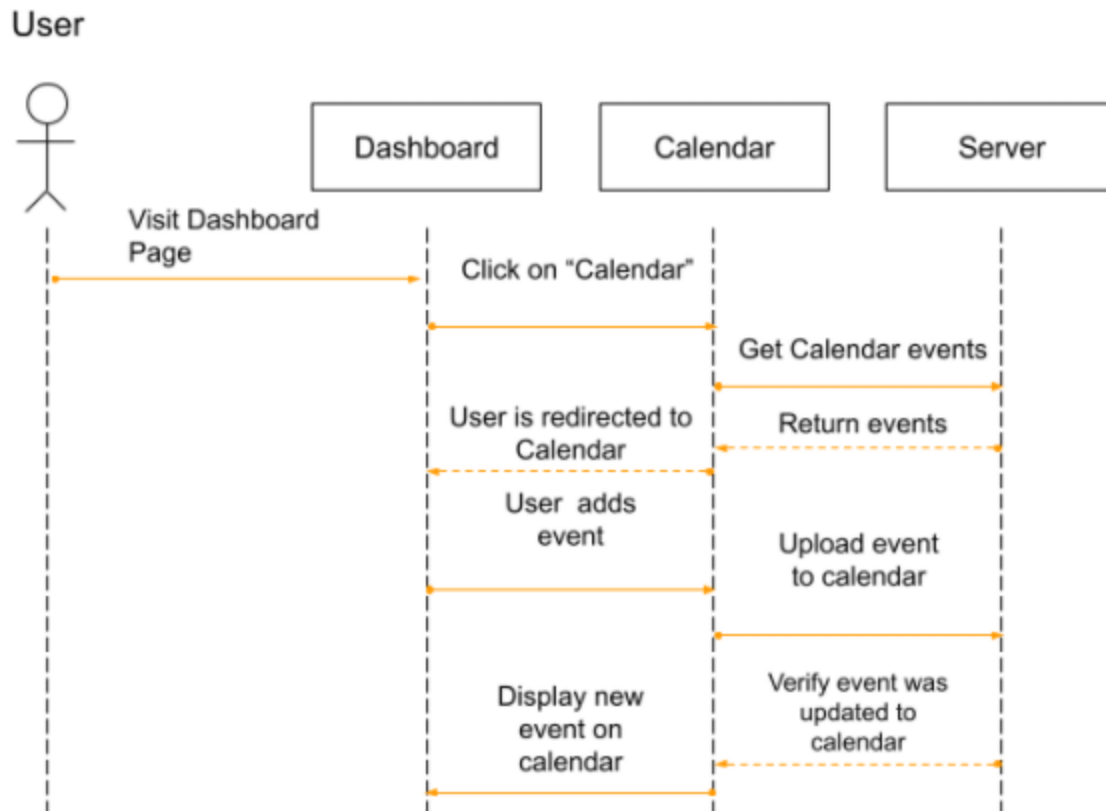 User
Dashboard
Calendar
Server
Visit Dashboard
Page
Click on “Calendar”
Get Calendar events
User is redirected to
Calendar
Return events
User adds
event
Upload event
to calendar
Display new
event on
calendar
Verify event was
updated to
calendar